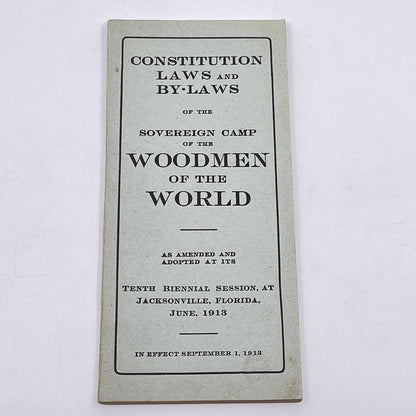 CONSTITUTION
LAWS AND
BY-LAWS
OF THE
SOVEREIGN CAMP
OF THE
WOODMEN
OF THE
WORLD
AS AMENDED AND
ADOPTED AT ITS
TENTH BIENNIAL SESSION, AT
JACKSONVILLE, FLORIDA,
JUNE, 1913
IN EFFECT SEPTEMBER 1, 1913